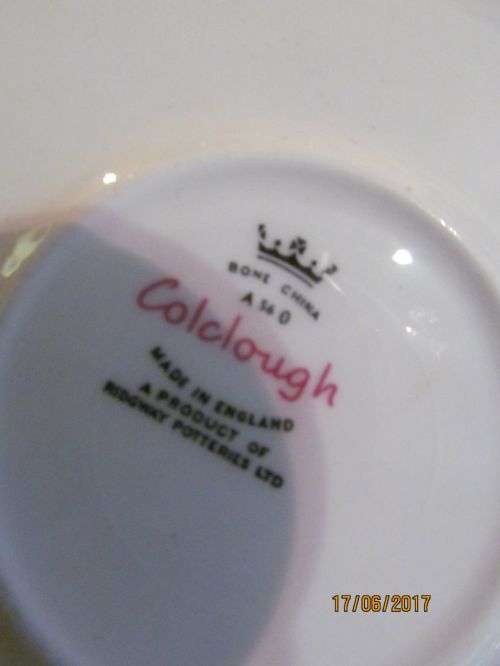 BONE CHINA
A 56 0
Colclough
MADE IN ENGLAND
A PRODUCT OF
RIDGWAY POTTERIES LTD
17/06/2017